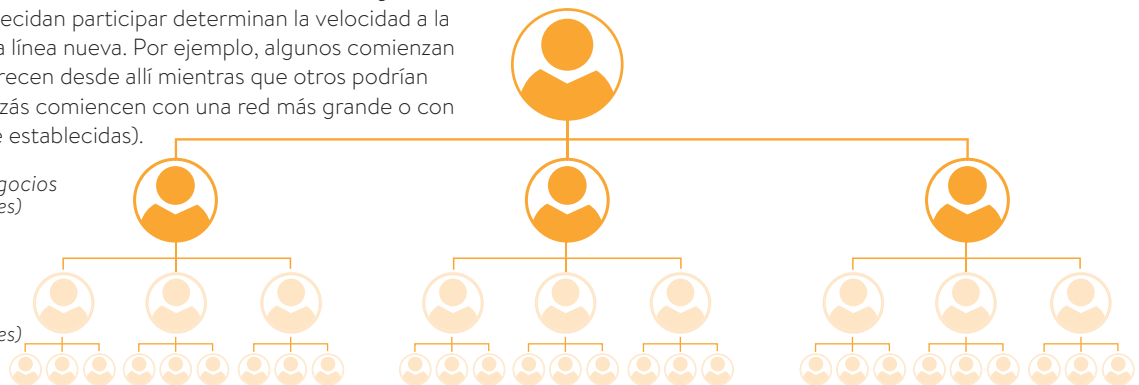 ecidan participar determinan la velocidad a la
línea nueva. Por ejemplo, algunos comienzan
recen desde allí mientras que otros podrían
zás comiencen con una red más grande o con
establecidas).
gocios
es)
es)